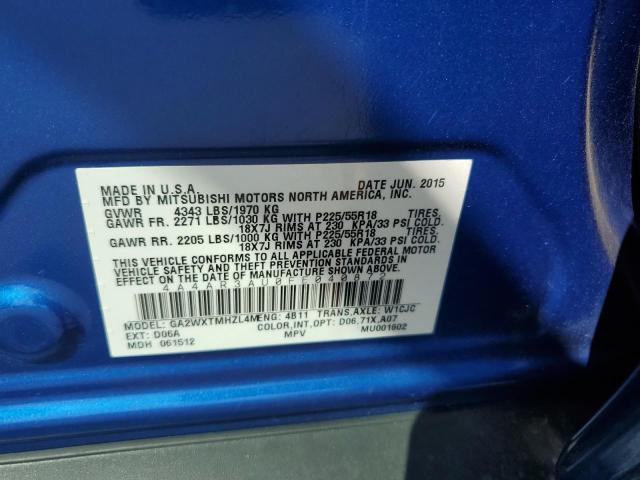 MADE IN U.S.A. DATE JUN. 2015
MFD BY MITSUBISHI MOTORS NORTH AMERICA, INC.
GVWR 4343 LBS/1970 KG
GAWR FR. 2271 LBS/1030 KG WITH P225/55R18 TIRES,
18X7J RIMS AT 230 KPA/33 PSI COLD.
GAWR RR. 2205 LBS/1000 KG WITH P225/55R18 TIRES,
18X7J RIMS AT 230 KPA/33 PSI COLD.
THIS VEHICLE CONFORMS TO ALL APPLICABLE FEDERAL MOTOR
VEHICLE SAFETY AND THEFT PREVENTION STANDARDS IN
EFFECT ON THE DATE OF MANUFACTURE SHOWN ABOVE.
4A4AR3AU0FE040612
MODEL: GA2WXTMHZL4M ENG: 4B11 TRANS,AXLE: W1CJC
EXT: D06A COLOR,INT,OPT: D06,71X,A07
MDH 061512 MPV MU001602